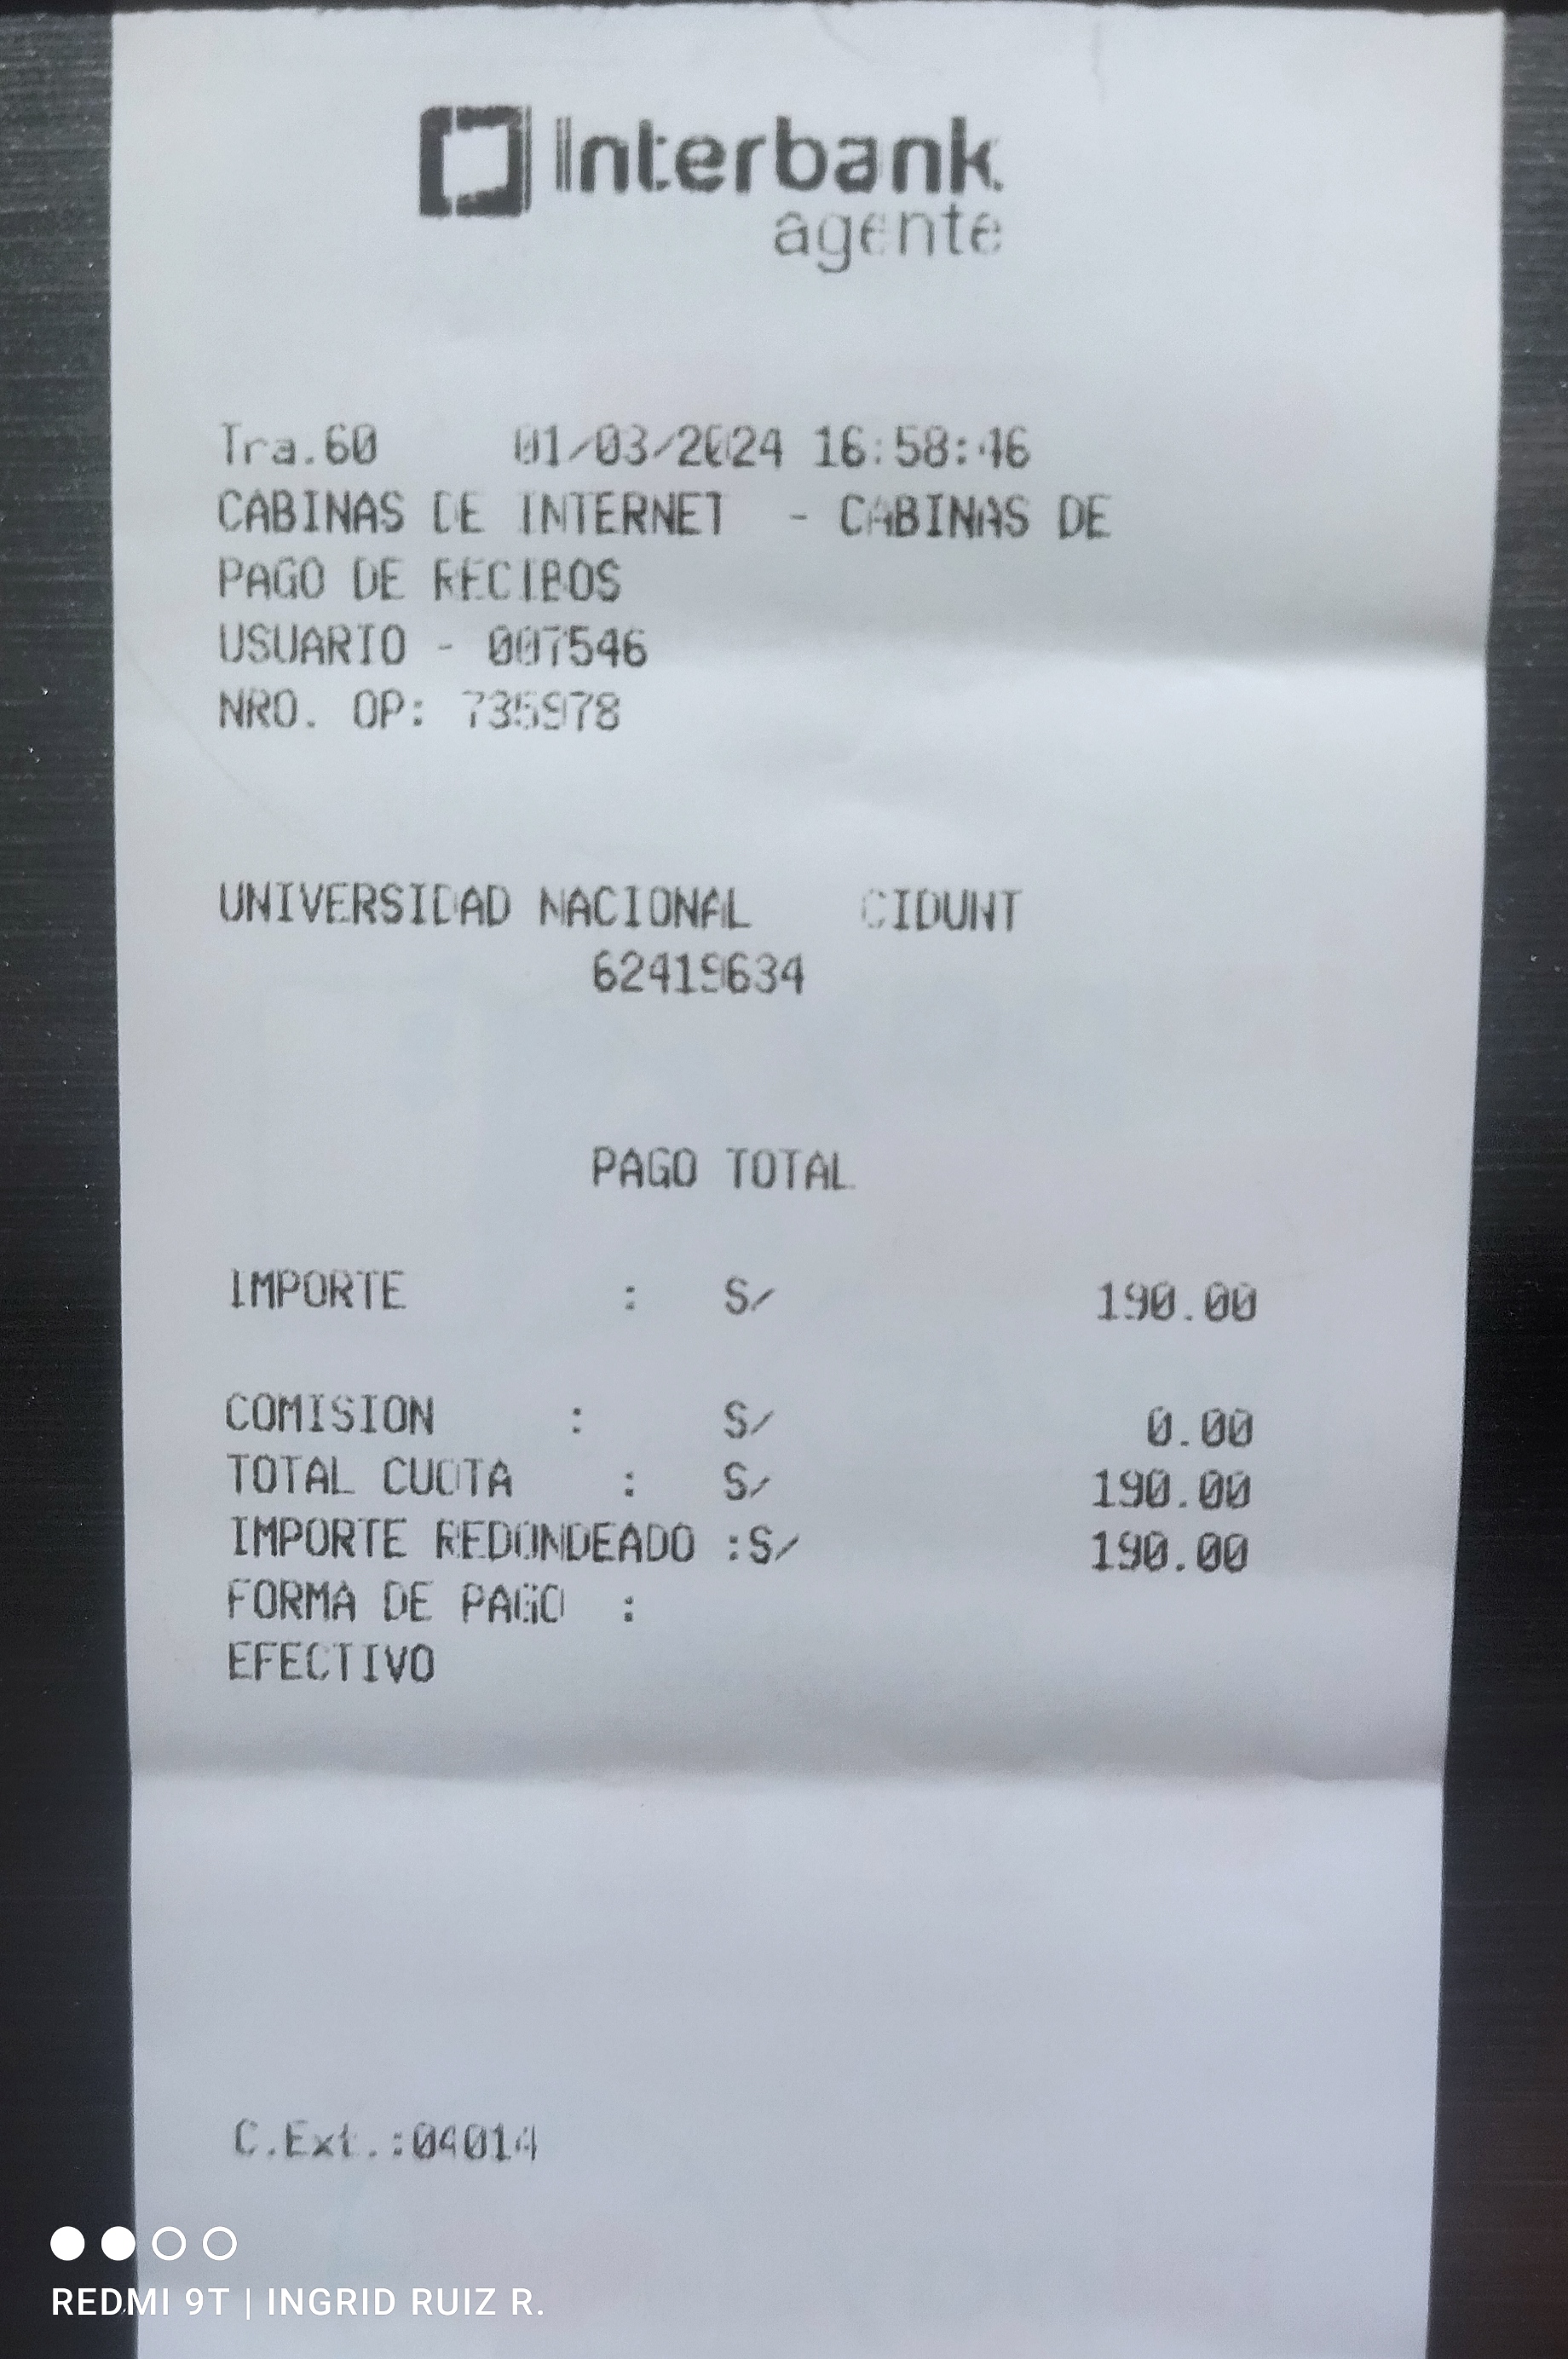 Interbank
agente
Tra.60 01/03/2024 16:58:46
CABINAS DE INTERNET - CABINAS DE
PAGO DE RECIBOS
USUARIO - 007546
NRO. OP: 735978
UNIVERSIDAD NACIONAL CIDUNT
62419634
PAGO TOTAL
IMPORTE : S/ 190.00
COMISION : S/ 0.00
TOTAL CUOTA : S/ 190.00
IMPORTE REDONDEADO :S/ 190.00
FORMA DE PAGO :
EFECTIVO
C.Ext.:04014
REDMI 9T | INGRID RUIZ R.